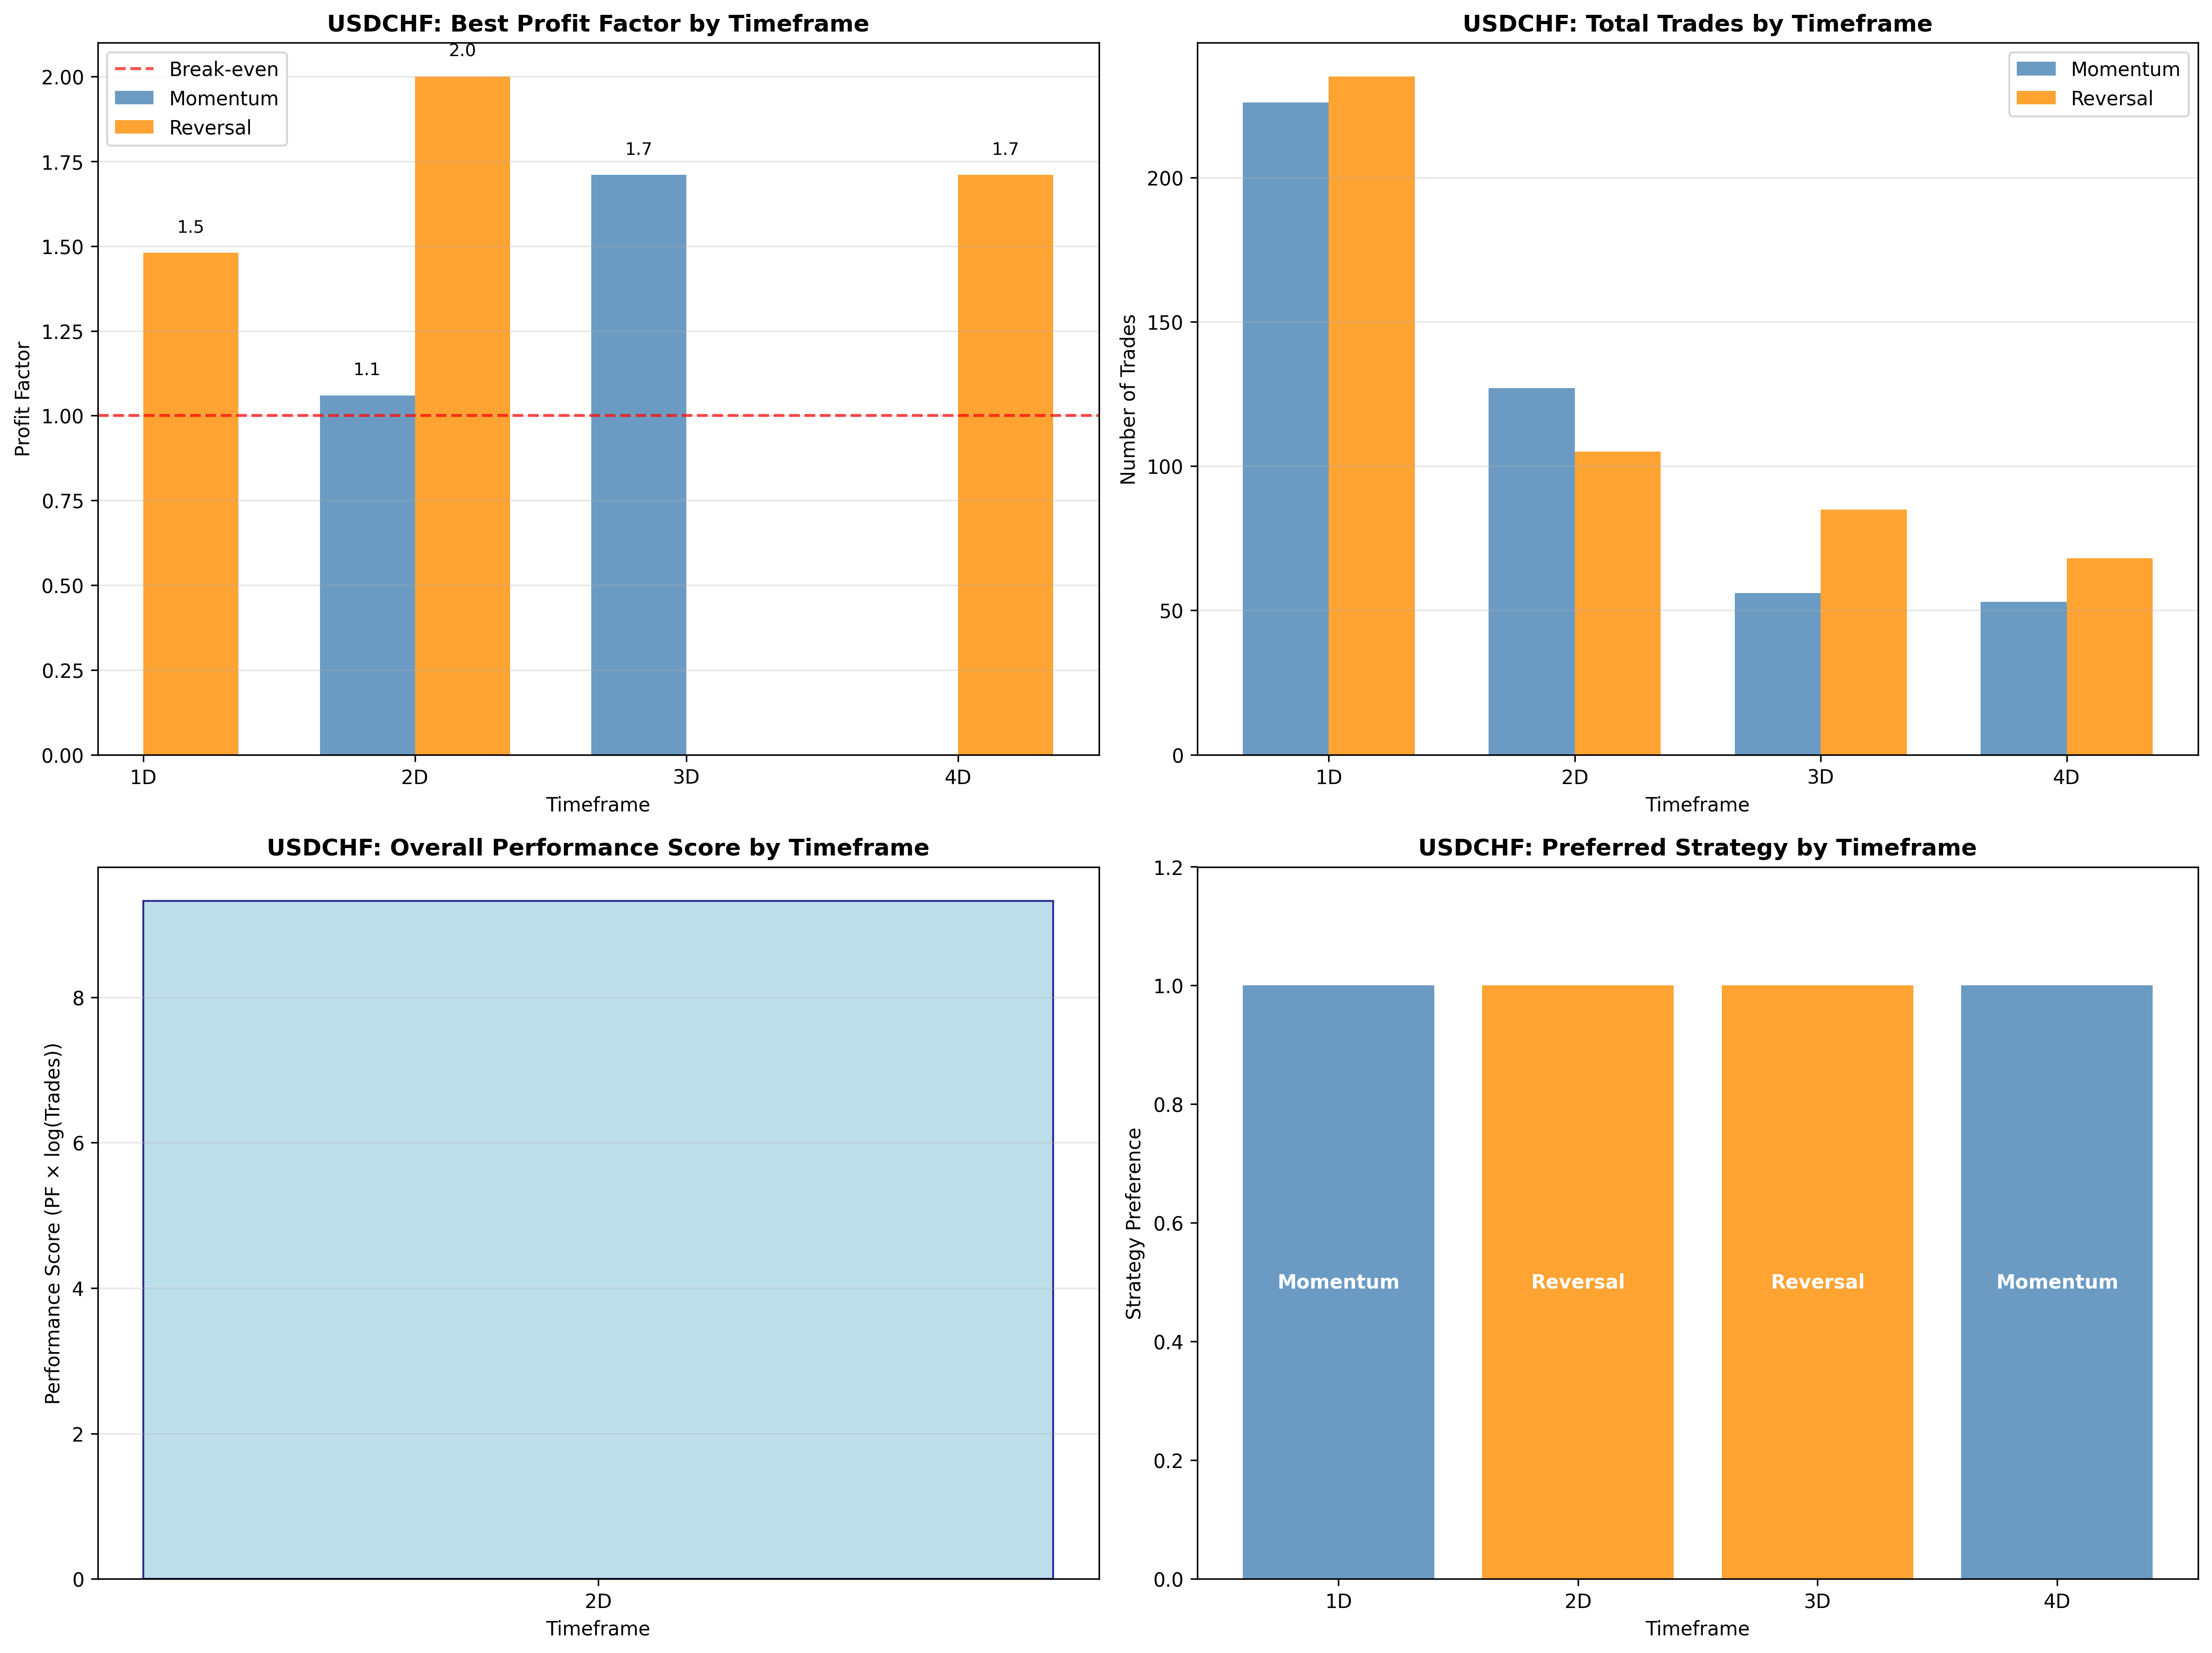 USDCHF: Best Profit Factor by Timeframe
Break-even
Momentum
Reversal
2.0
1.7
1.7
1.5
1.1
Profit Factor
2.00
1.75
1.50
1.25
1.00
0.75
0.50
0.25
0.00
1D 2D 3D 4D
Timeframe
USDCHF: Total Trades by Timeframe
Momentum
Reversal
Number of Trades
200
150
100
50
0
1D 2D 3D 4D
Timeframe
USDCHF: Overall Performance Score by Timeframe
Performance Score (PF × log(Trades))
8
6
4
2
0
2D
Timeframe
USDCHF: Preferred Strategy by Timeframe
Strategy Preference
1.2
1.0
0.8
0.6
0.4
0.2
0.0
Momentum Reversal Reversal Momentum
1D 2D 3D 4D
Timeframe